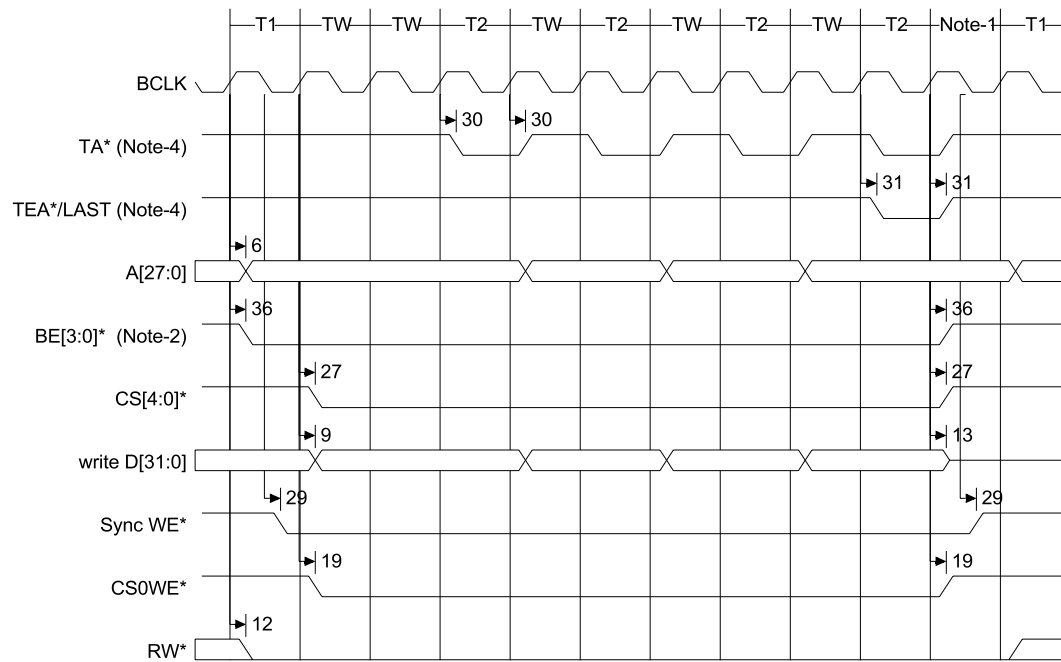 T1 TW TW T2 TW T2 TW T2 TW T2 Note-1 T1
BCLK
30 30
TA* (Note-4)
31 31
TEA*/LAST (Note-4)
6
A[27:0]
36 36
BE[3:0]* (Note-2)
27 27
CS[4:0]*
9 13
write D[31:0]
29 29
Sync WE*
19 19
CS0WE*
12
RW*